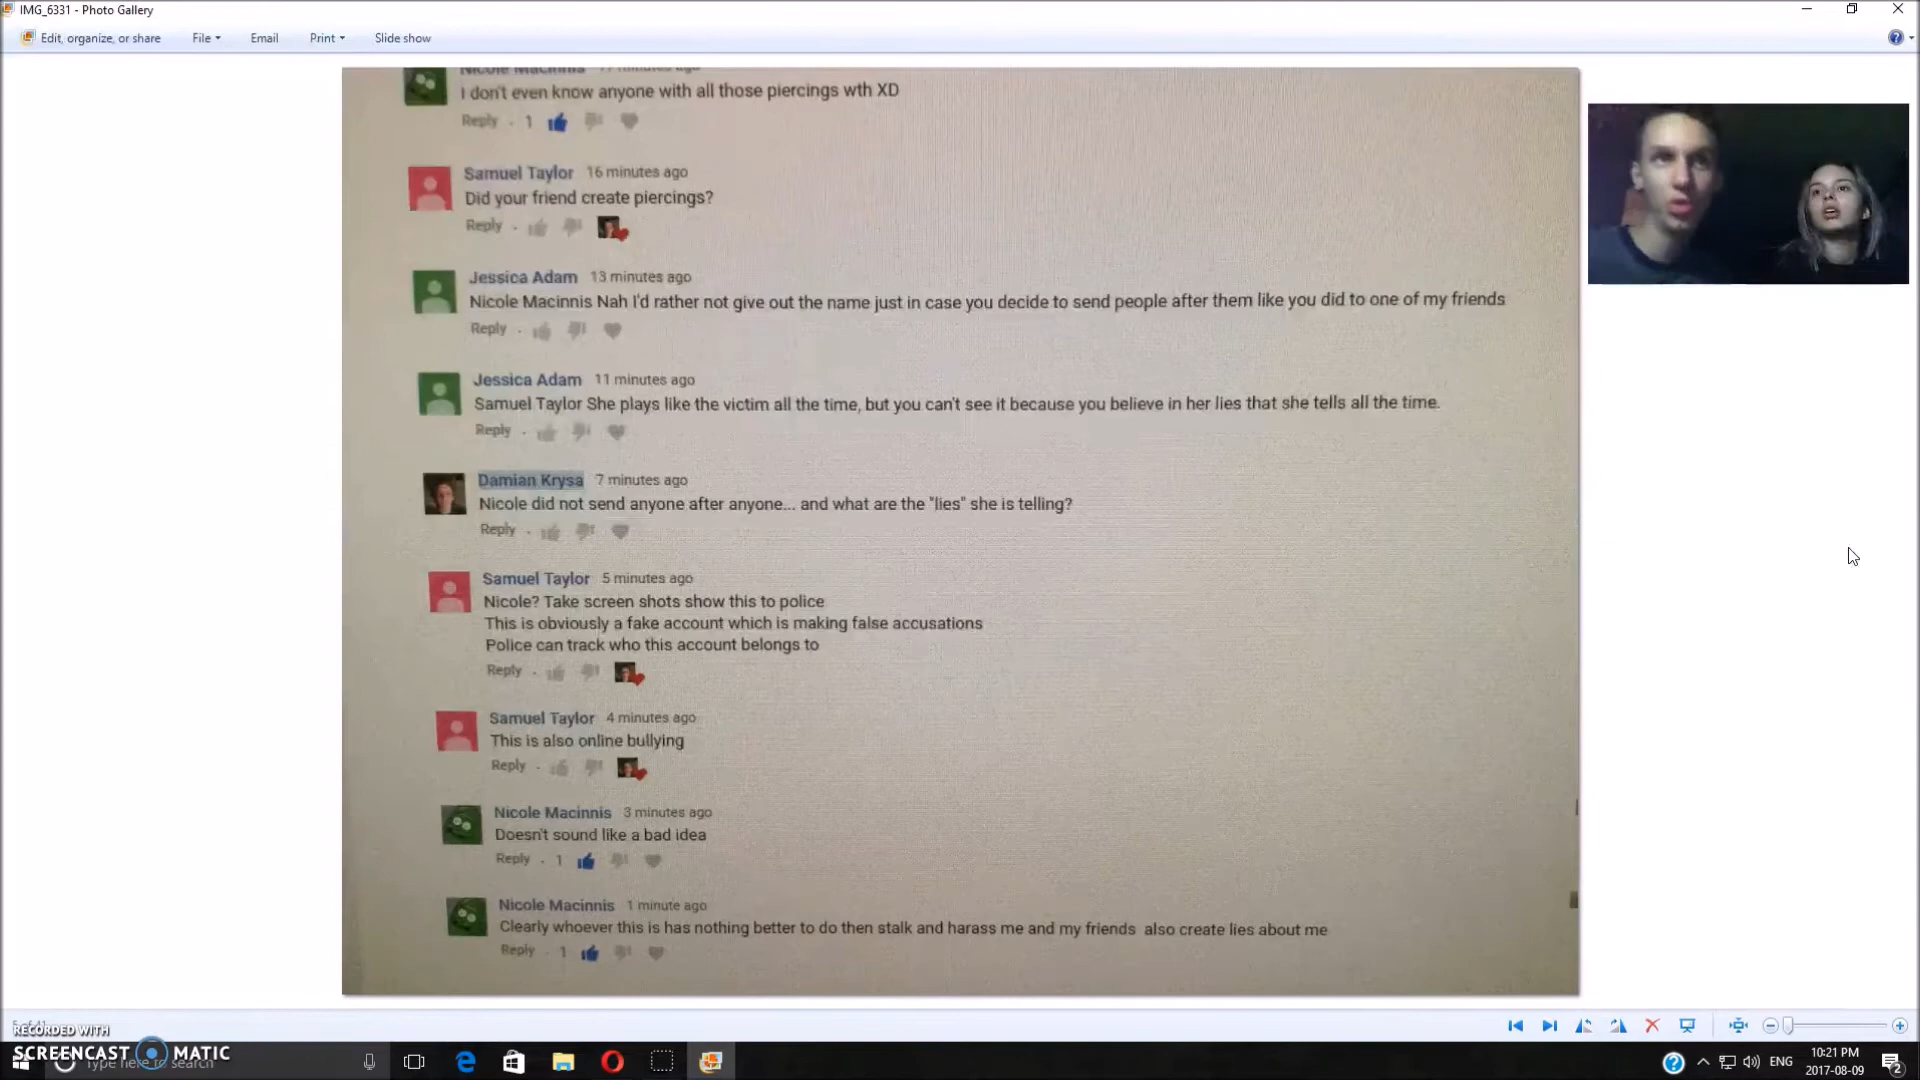 IMG_6331 - Photo Gallery
Edit, organize, or share File Email Print Slide show
Nicole Macinnis minutes ago
I don't even know anyone with all those piercings wth XD
Reply · 1
Samuel Taylor 16 minutes ago
Did your friend create piercings?
Reply ·
Jessica Adam 13 minutes ago
Nicole Macinnis Nah I'd rather not give out the name just in case you decide to send people after them like you did to one of my friends
Reply ·
Jessica Adam 11 minutes ago
Samuel Taylor She plays like the victim all the time, but you can't see it because you believe in her lies that she tells all the time.
Reply ·
Damian Krysa 7 minutes ago
Nicole did not send anyone after anyone... and what are the "lies" she is telling?
Reply ·
Samuel Taylor 5 minutes ago
Nicole? Take screen shots show this to police
This is obviously a fake account which is making false accusations
Police can track who this account belongs to
Reply ·
Samuel Taylor 4 minutes ago
This is also online bullying
Reply ·
Nicole Macinnis 3 minutes ago
Doesn't sound like a bad idea
Reply · 1
Nicole Macinnis 1 minute ago
Clearly whoever this is has nothing better to do then stalk and harass me and my friends also create lies about me
Reply · 1
RECORDED WITH
SCREENCAST MATIC
Type here to search
ENG
10:21 PM
2017-08-09
2